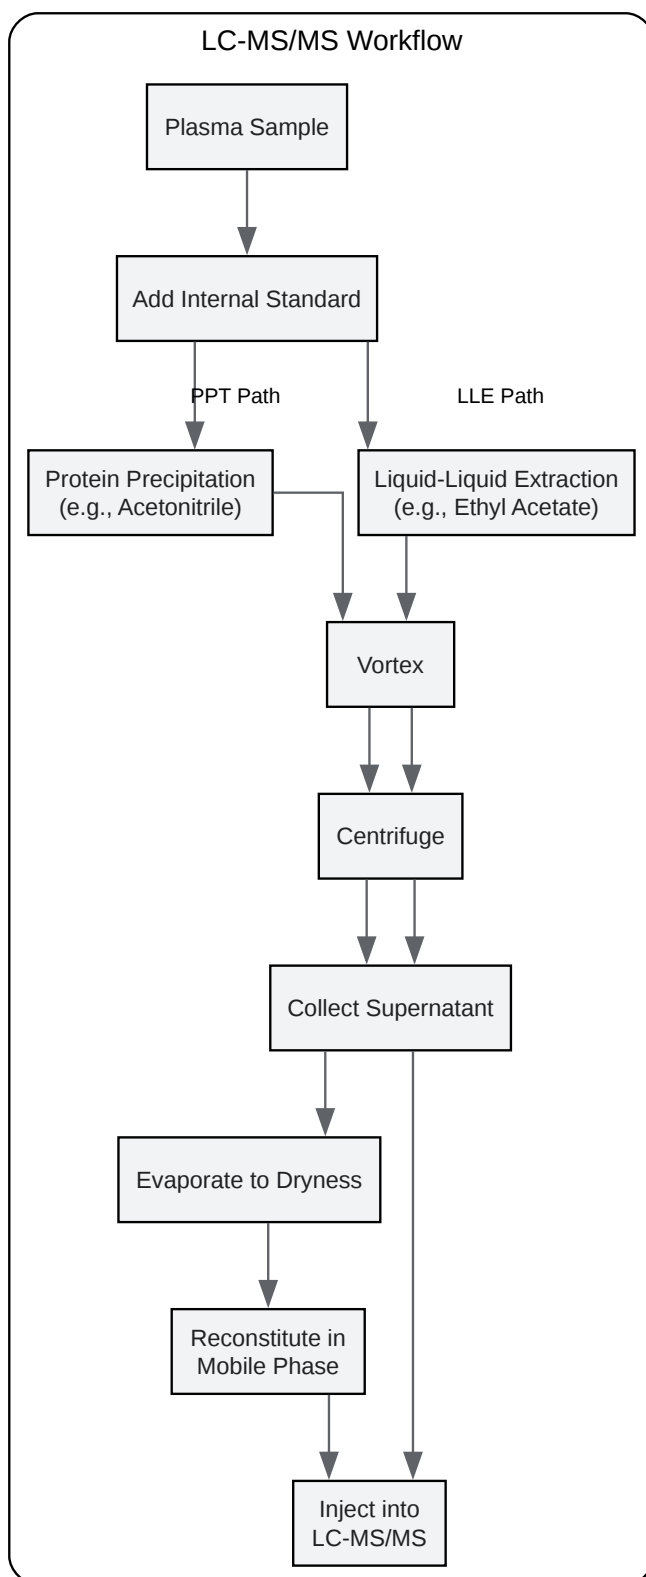 LC-MS/MS Workflow
Plasma Sample
Add Internal Standard
PPT Path
LLE Path
Protein Precipitation
(e.g., Acetonitrile)
Liquid-Liquid Extraction
(e.g., Ethyl Acetate)
Vortex
Centrifuge
Collect Supernatant
Evaporate to Dryness
Reconstitute in
Mobile Phase
Inject into
LC-MS/MS